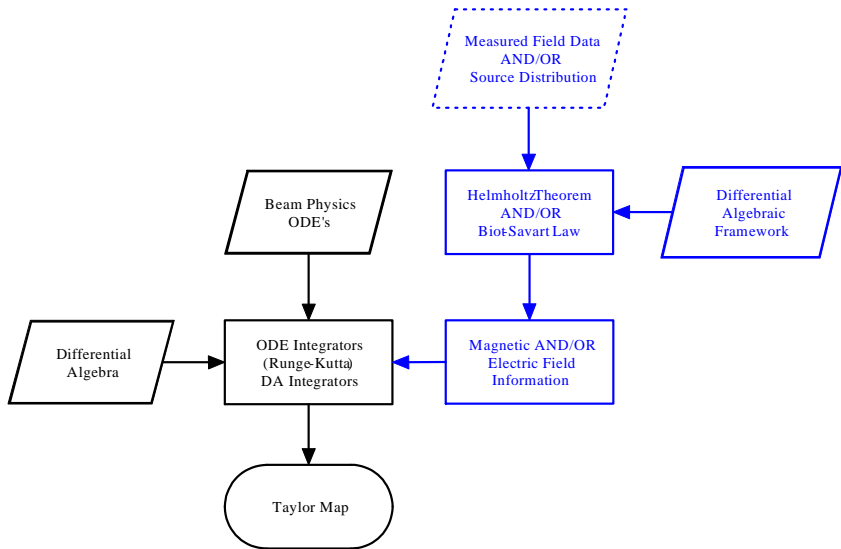 Measured Field Data
AND/OR
Source Distribution
Beam Physics
ODE's
HelmholtzTheorem
AND/OR
Biot-Savart Law
Differential
Algebraic
Framework
Differential
Algebra
ODE Integrators
(Runge-Kutta)
DA Integrators
Magnetic AND/OR
Electric Field
Information
Taylor Map